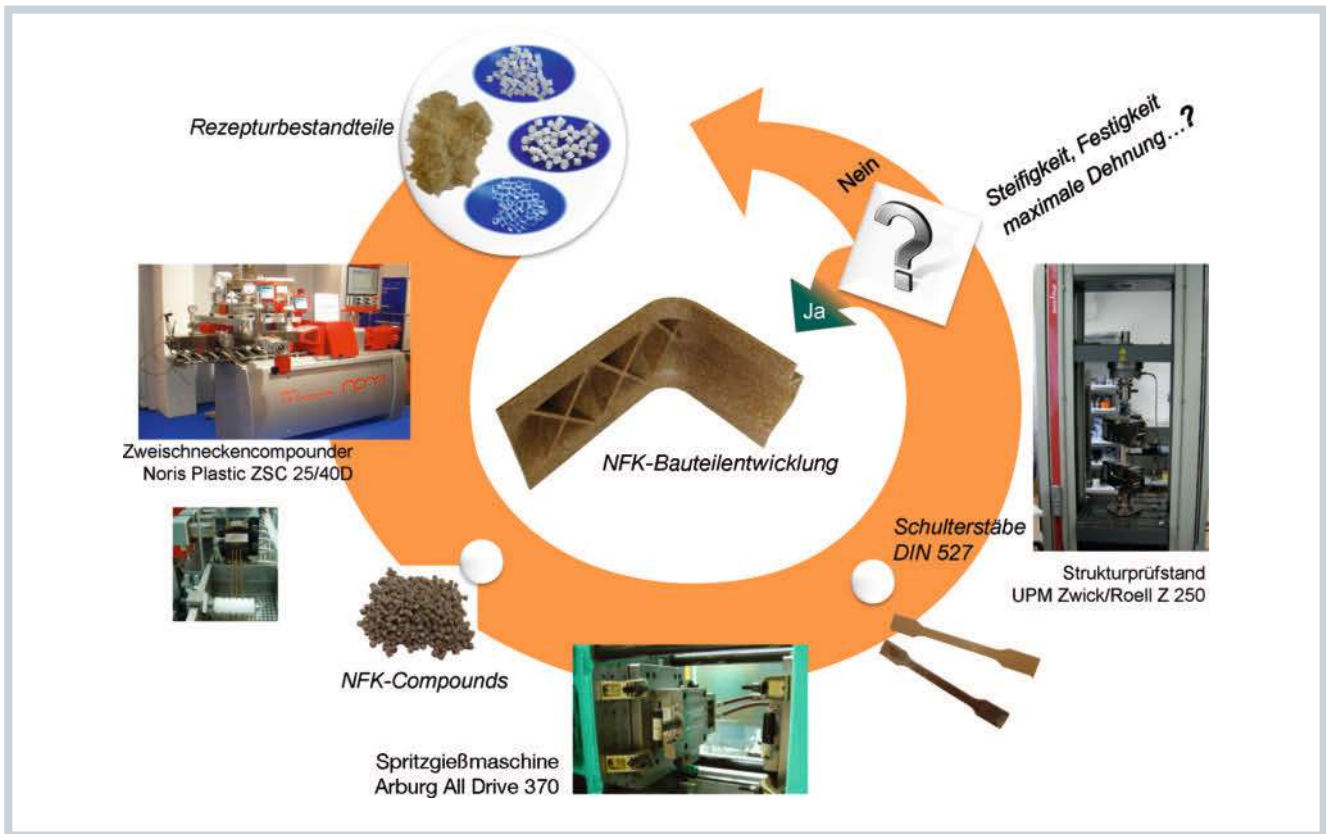 Rezepturbestandteile
Nein
Steifigkeit, Festigkeit
maximale Dehnung...?
Ja
Zweischneckencompounder
Noris Plastic ZSC 25/40D
NFK-Bauteilentwicklung
Schulterstäbe
DIN 527
Strukturprüfstand
UPM Zwick/Roell Z 250
NFK-Compounds
Spritzgießmaschine
Arburg All Drive 370